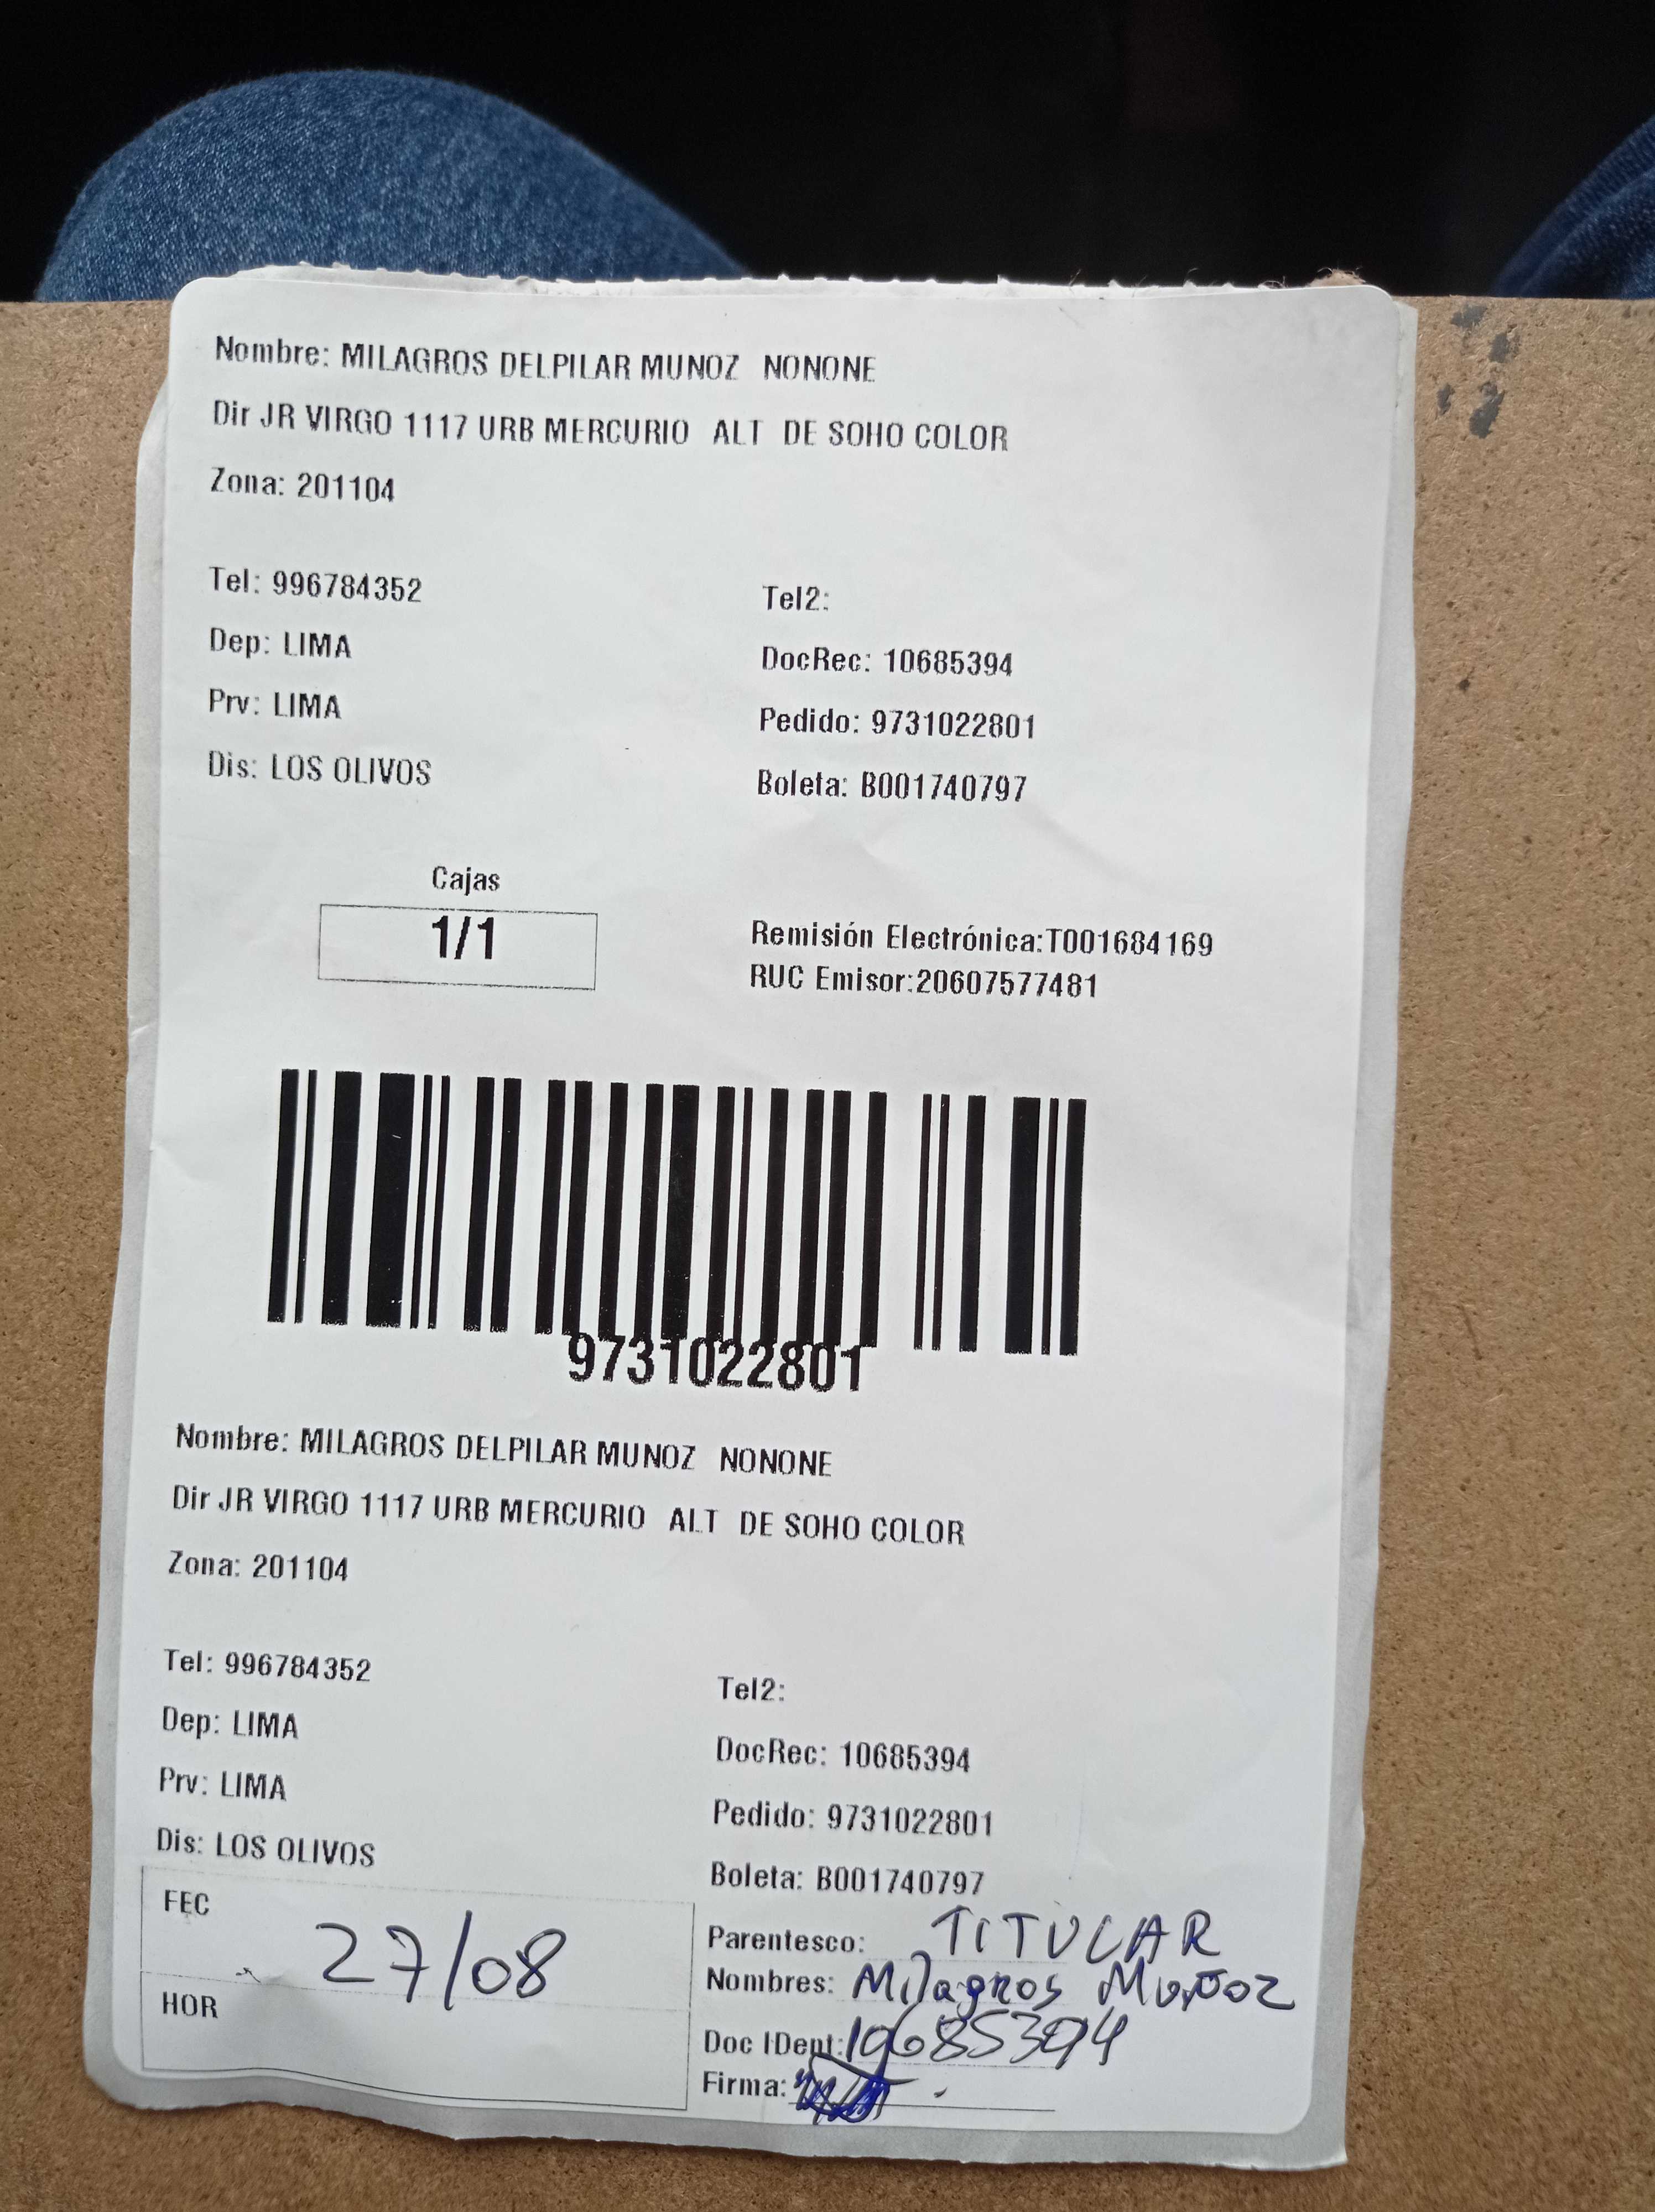 Nombre: MILAGROS DELPILAR MUNOZ NONONE
Dir JR VIRGO 1117 URB MERCURIO ALT DE SOHO COLOR
Zona: 201104
Tel: 996784352 Tel2:
Dep: LIMA DocRec: 10685394
Prv: LIMA Pedido: 9731022801
Dis: LOS OLIVOS Boleta: B001740797
Cajas
1/1
Remisión Electrónica:T001684169
RUC Emisor:20607577481
9731022801
Nombre: MILAGROS DELPILAR MUNOZ NONONE
Dir JR VIRGO 1117 URB MERCURIO ALT DE SOHO COLOR
Zona: 201104
Tel: 996784352 Tel2:
Dep: LIMA DocRec: 10685394
Prv: LIMA Pedido: 9731022801
Dis: LOS OLIVOS Boleta: B001740797
FEC 27/08
HOR
Parentesco: TITULAR
Nombres: Milagros Muñoz
Doc IDent: 10685394
Firma: